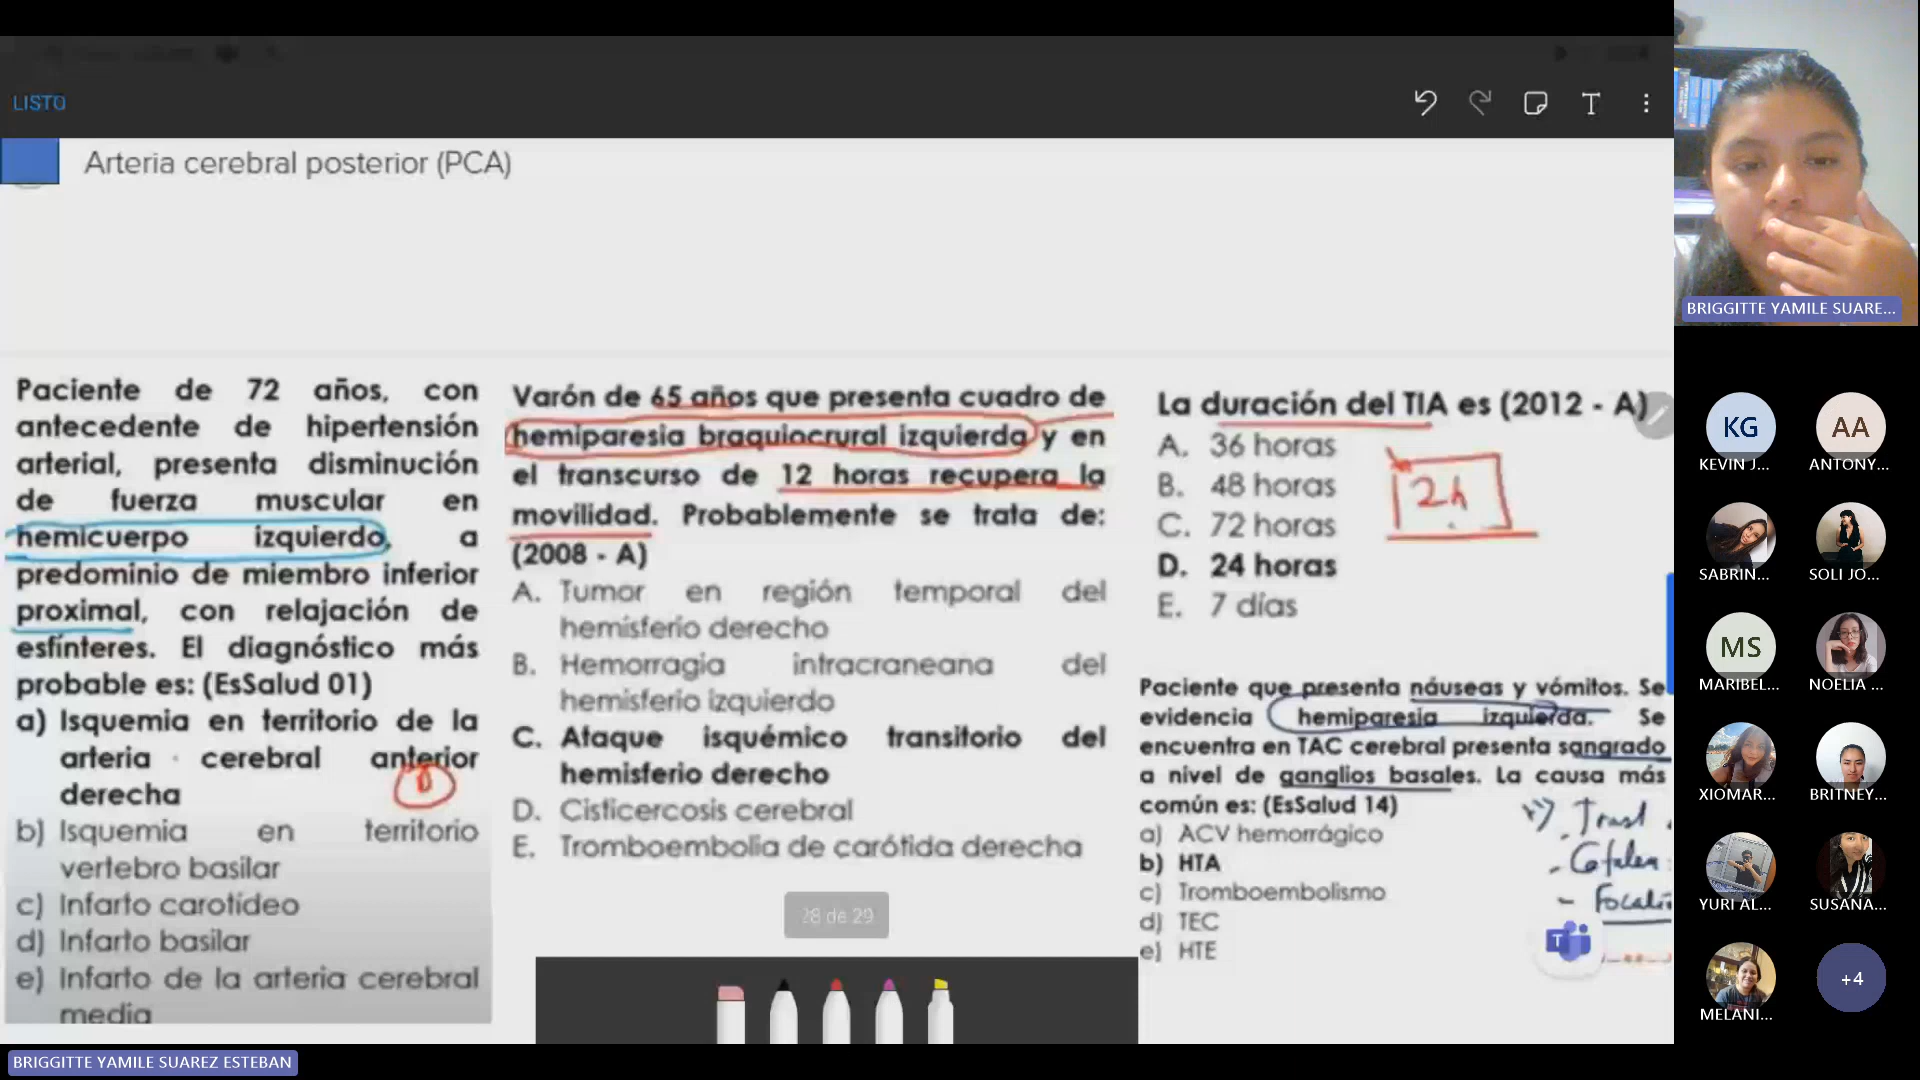 LISTO
Arteria cerebral posterior (PCA)
Paciente de 72 años, con
antecedente de hipertensión
arterial, presenta disminución
de fuerza muscular en
hemicuerpo izquierdo, a
predominio de miembro inferior
proximal, con relajación de
esfínteres. El diagnóstico más
probable es: (EsSalud 01)
a) Isquemia en territorio de la
arteria cerebral anterior
derecha
b) Isquemia en territorio
vertebro basilar
c) Infarto carotídeo
d) Infarto basilar
e) Infarto de la arteria cerebral
media
Varón de 65 años que presenta cuadro de
hemiparesia braquiocrural izquierda y en
el transcurso de 12 horas recupera la
movilidad. Probablemente se trata de:
(2008 - A)
A. Tumor en región temporal del
hemisferio derecho
B. Hemorragia intracraneana del
hemisferio izquierdo
C. Ataque isquémico transitorio del
hemisferio derecho
D. Cisticercosis cerebral
E. Tromboembolia de carótida derecha
28 de 29
La duración del TIA es (2012 - A)
A. 36 horas
B. 48 horas
C. 72 horas
D. 24 horas
E. 7 días
2h
Paciente que presenta náuseas y vómitos. Se
evidencia hemiparesia izquierda. Se
encuentra en TAC cerebral presenta sangrado
a nivel de ganglios basales. La causa más
común es: (EsSalud 14)
a) ACV hemorrágico
b) HTA
c) Tromboembolismo
d) TEC
e) HTE
BRIGGITTE YAMILE SUARE...
KG
KEVIN J...
AA
ANTONY...
SABRIN...
SOLI JO...
MS
MARIBEL...
NOELIA ...
XIOMAR...
BRITNEY...
YURI AL...
SUSANA...
MELANI...
+4
BRIGGITTE YAMILE SUAREZ ESTEBAN